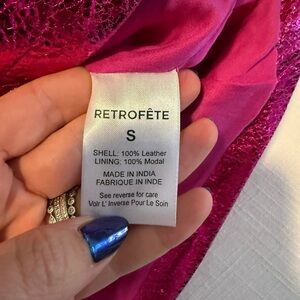 RETROFÊTE
S
SHELL: 100% Leather
LINING: 100% Modal
MADE IN INDIA
FABRIQUE IN INDE
See reverse for care
Voir L' Inverse Pour Le Soin